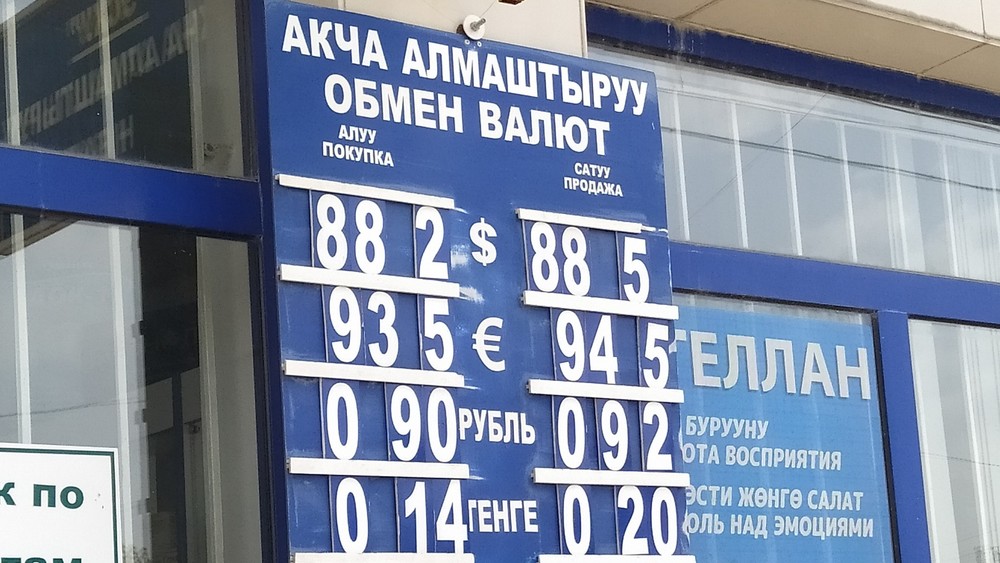 АКЧА АЛМАШТЫРУУ
ОБМЕН ВАЛЮТ
АЛУУ
ПОКУПКА
САТУУ
ПРОДАЖА
88 2 $ 88 5
93 5 € 94 5
0 90 РУБЛЬ 0 92
0 14 ТЕНГЕ 0 20
ТЕЛЛАН
БУРУУНУ
ОТА ВОСПРИЯТИЯ
ЭСТИ ЖӨНГӨ САЛАТ
ОЛЬ НАД ЭМОЦИЯМИ
к по